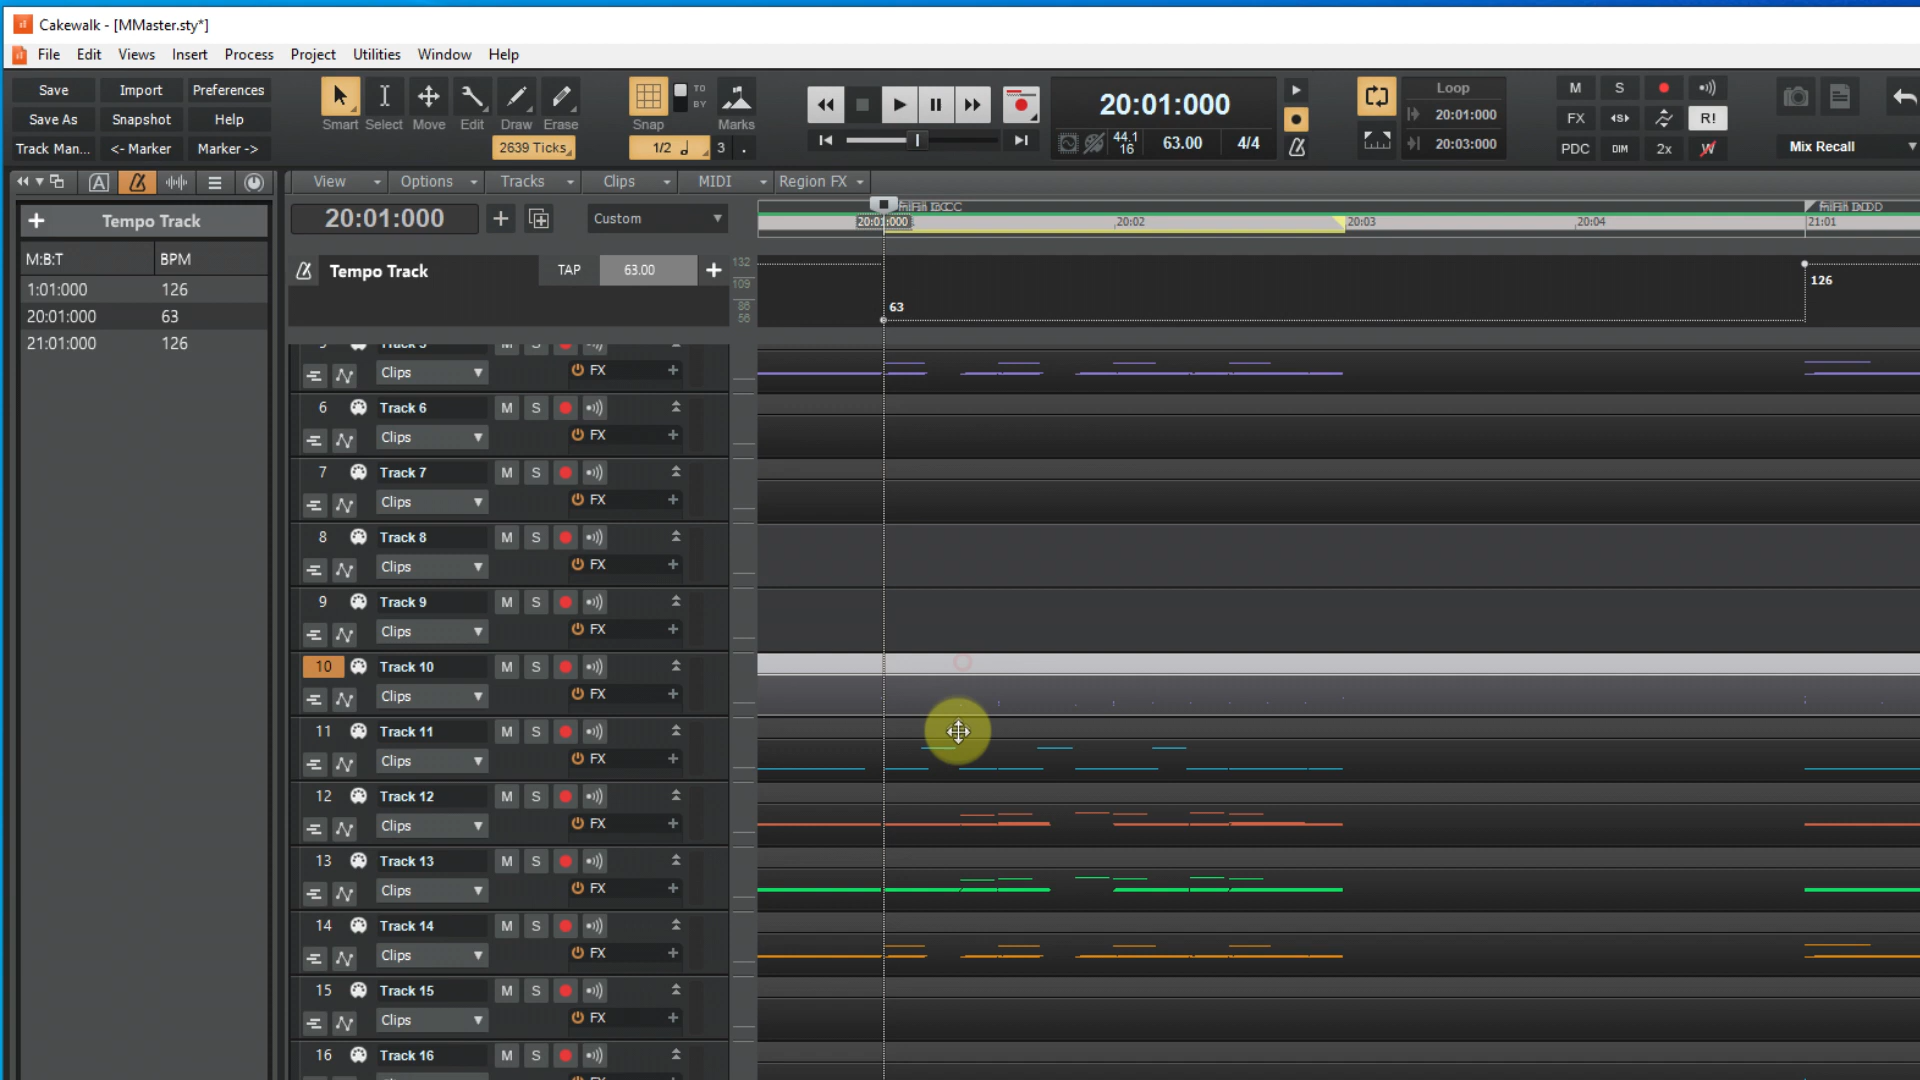 Cakewalk - [MMaster.sty*]
File Edit Views Insert Process Project Utilities Window Help
Save Import Preferences
Save As Snapshot Help
Track Man... <- Marker Marker ->
Smart Select Move Edit Draw Erase
2639 Ticks
Snap
TO
BY
Marks
1/2 3 .
20:01:000
44.1
16
63.00 4/4
Loop
20:01:000
20:03:000
M S
FX R!
PDC DIM 2x W
Mix Recall
View Options Tracks Clips MIDI Region FX
Tempo Track
M:B:T BPM
1:01:000 126
20:01:000 63
21:01:000 126
20:01:000
Custom
20:01:000 20:02 20:03 20:04 21:01
Tempo Track TAP 63.00
132
109
86
56
63
126
Clips FX
6 Track 6 M S
Clips FX
7 Track 7 M S
Clips FX
8 Track 8 M S
Clips FX
9 Track 9 M S
Clips FX
10 Track 10 M S
Clips FX
11 Track 11 M S
Clips FX
12 Track 12 M S
Clips FX
13 Track 13 M S
Clips FX
14 Track 14 M S
Clips FX
15 Track 15 M S
Clips FX
16 Track 16 M S